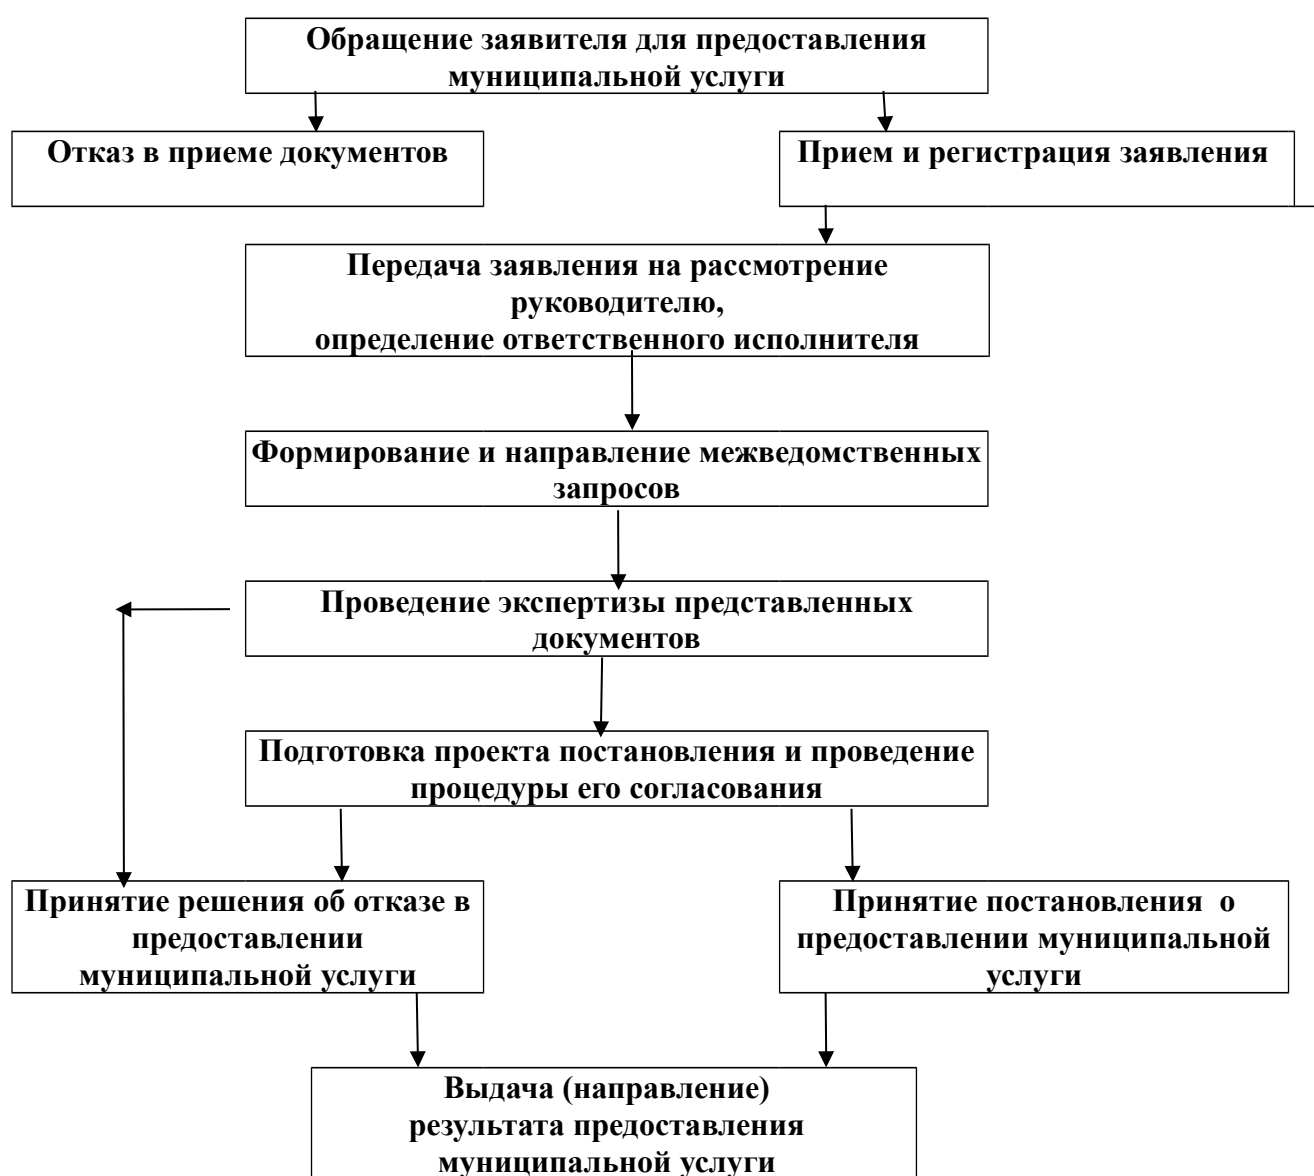 Обращение заявителя для предоставления
муниципальной услуги
Отказ в приеме документов
Прием и регистрация заявления
Передача заявления на рассмотрение
руководителю,
определение ответственного исполнителя
Формирование и направление межведомственных
запросов
Проведение экспертизы представленных
документов
Подготовка проекта постановления и проведение
процедуры его согласования
Принятие решения об отказе в
предоставлении
муниципальной услуги
Принятие постановления  о
предоставлении муниципальной
услуги
Выдача (направление)
результата предоставления
муниципальной услуги